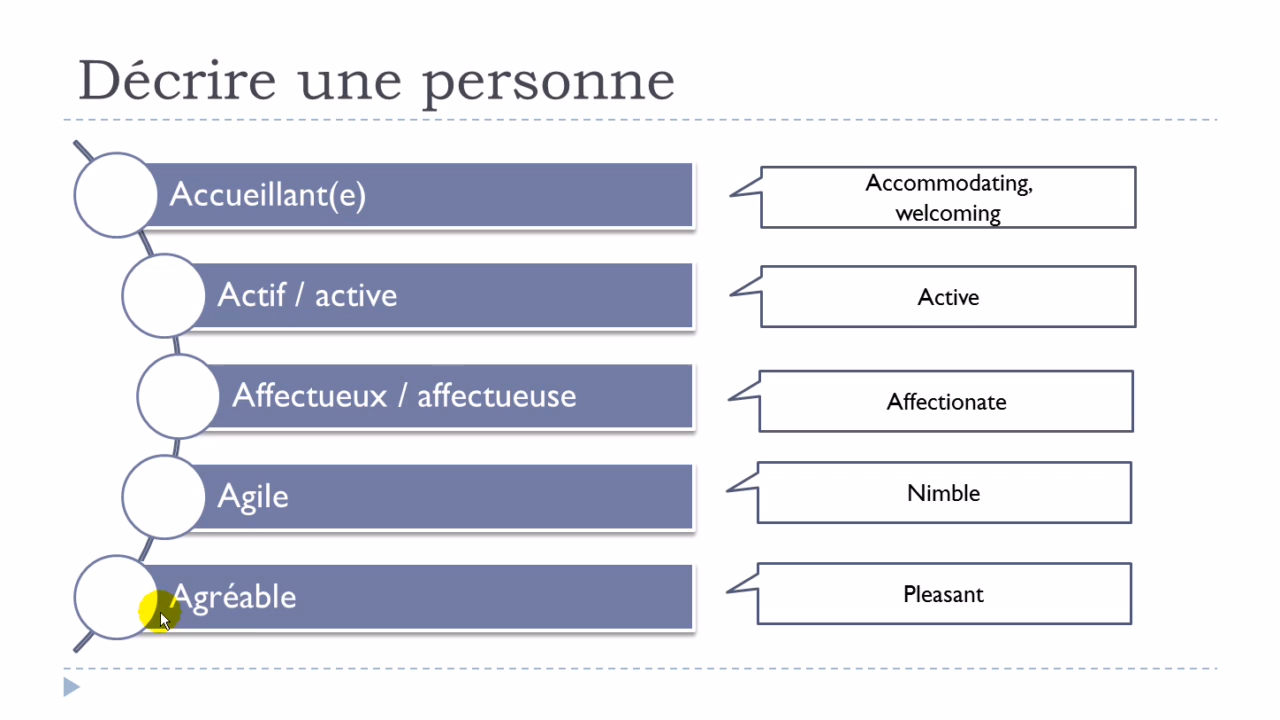 Décrire une personne
Accueillant(e)
Accommodating,
welcoming
Actif / active
Active
Affectueux / affectueuse
Affectionate
Agile
Nimble
Agréable
Pleasant